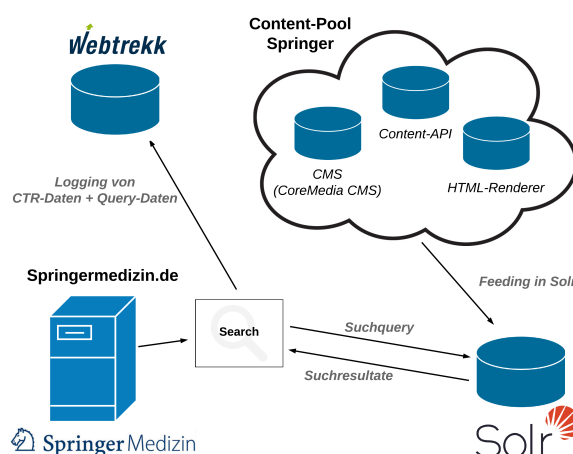 Webtrekk
Content-Pool
Springer
Content-API
CMS
(CoreMedia CMS)
HTML-Renderer
Logging von
CTR-Daten + Query-Daten
Springermedizin.de
Feeding in Solr
Search
Suchquery
Suchresultate
Springer Medizin
Solr